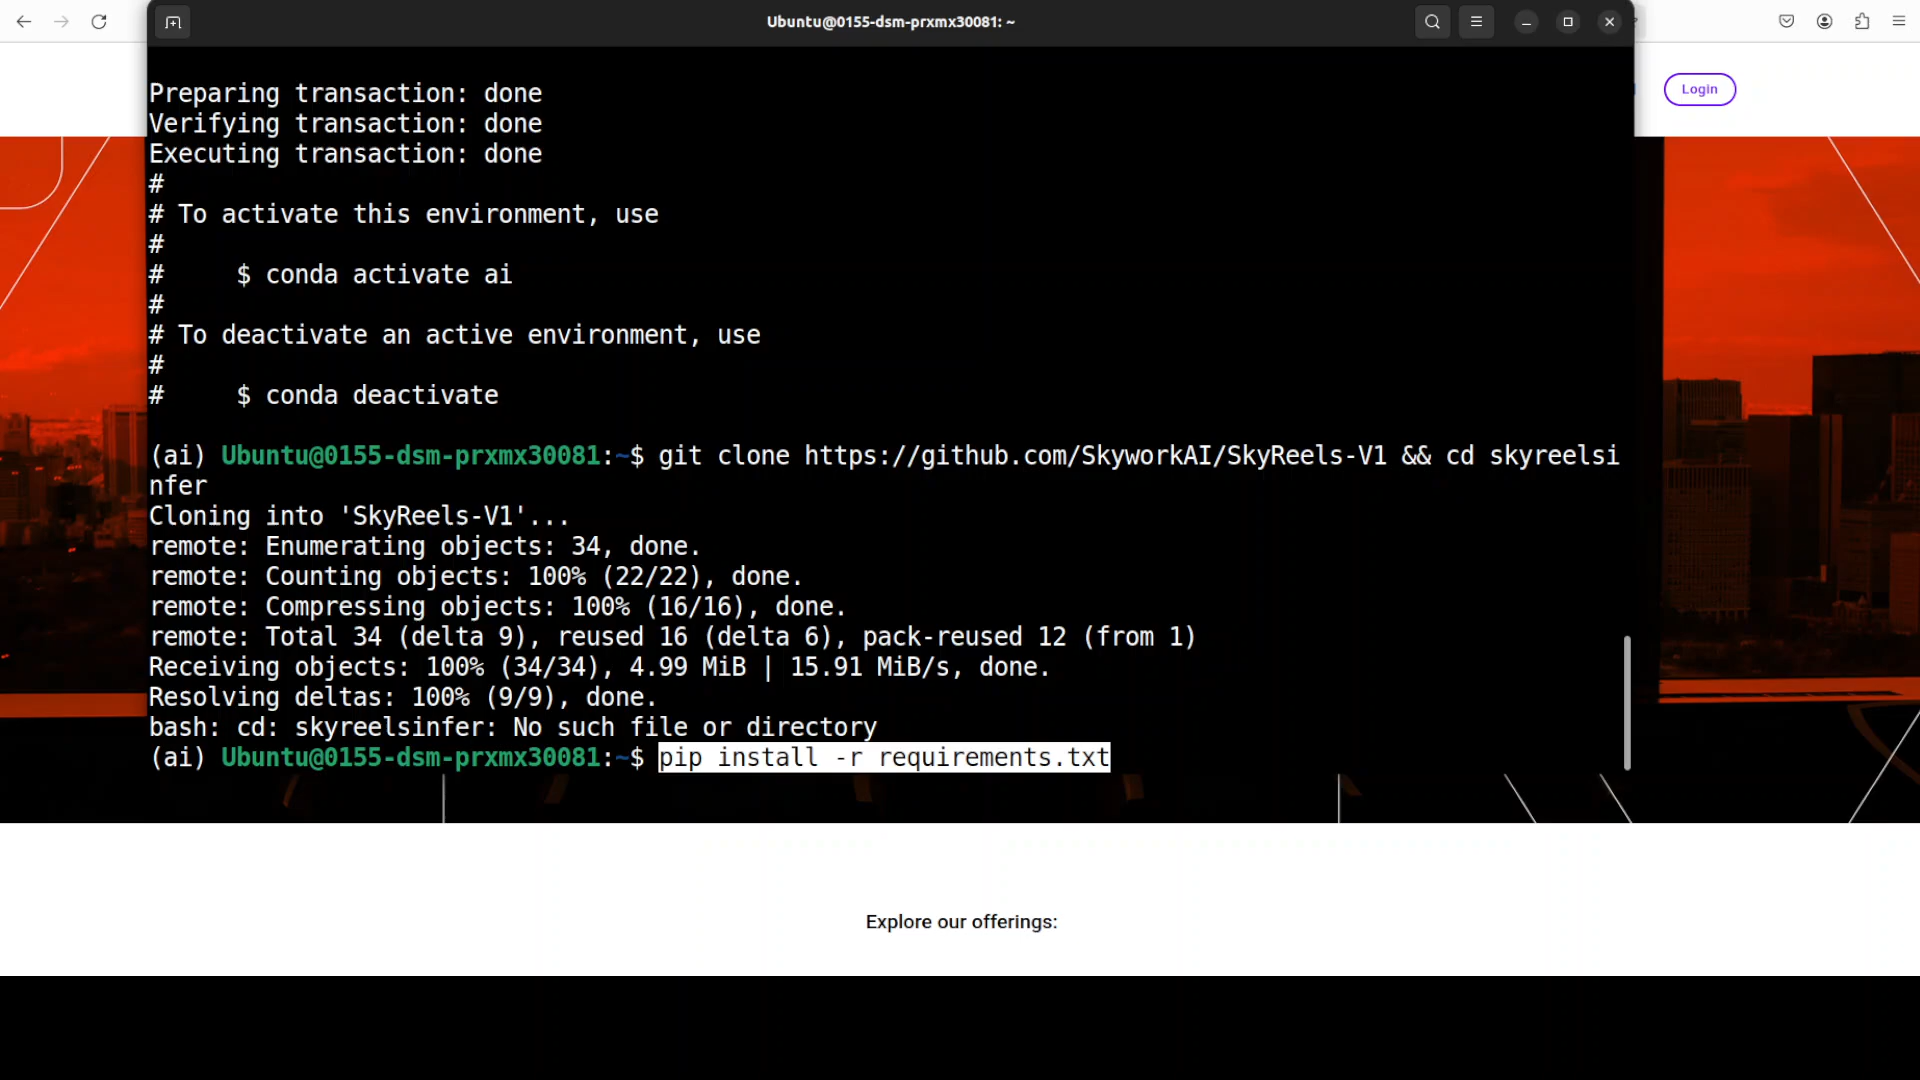 Ubuntu@0155-dsm-prxmx30081: ~
Login
Preparing transaction: done
Verifying transaction: done
Executing transaction: done
#
# To activate this environment, use
#
#     $ conda activate ai
#
# To deactivate an active environment, use
#
#     $ conda deactivate
(ai) Ubuntu@0155-dsm-prxmx30081:~$ git clone https://github.com/SkyworkAI/SkyReels-V1 && cd skyreelsi
nfer
Cloning into 'SkyReels-V1'...
remote: Enumerating objects: 34, done.
remote: Counting objects: 100% (22/22), done.
remote: Compressing objects: 100% (16/16), done.
remote: Total 34 (delta 9), reused 16 (delta 6), pack-reused 12 (from 1)
Receiving objects: 100% (34/34), 4.99 MiB | 15.91 MiB/s, done.
Resolving deltas: 100% (9/9), done.
bash: cd: skyreelsinfer: No such file or directory
(ai) Ubuntu@0155-dsm-prxmx30081:~$ pip install -r requirements.txt
Explore our offerings: